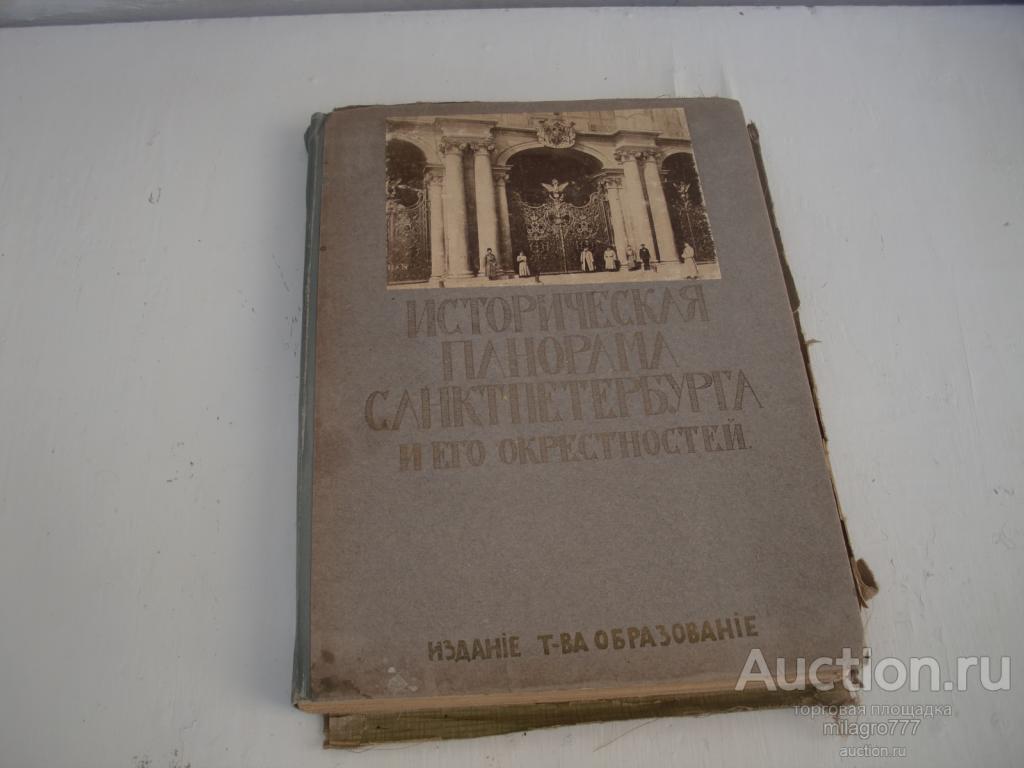 ИСТОРИЧЕСКАЯ
ПАНОРАМА
САНКТПЕТЕРБУРГА
И ЕГО ОКРЕСТНОСТЕЙ.
ИЗДАНІЕ Т-ВА ОБРАЗОВАНІЕ
Auction.ru
торговая площадка
milagro777
auction.ru